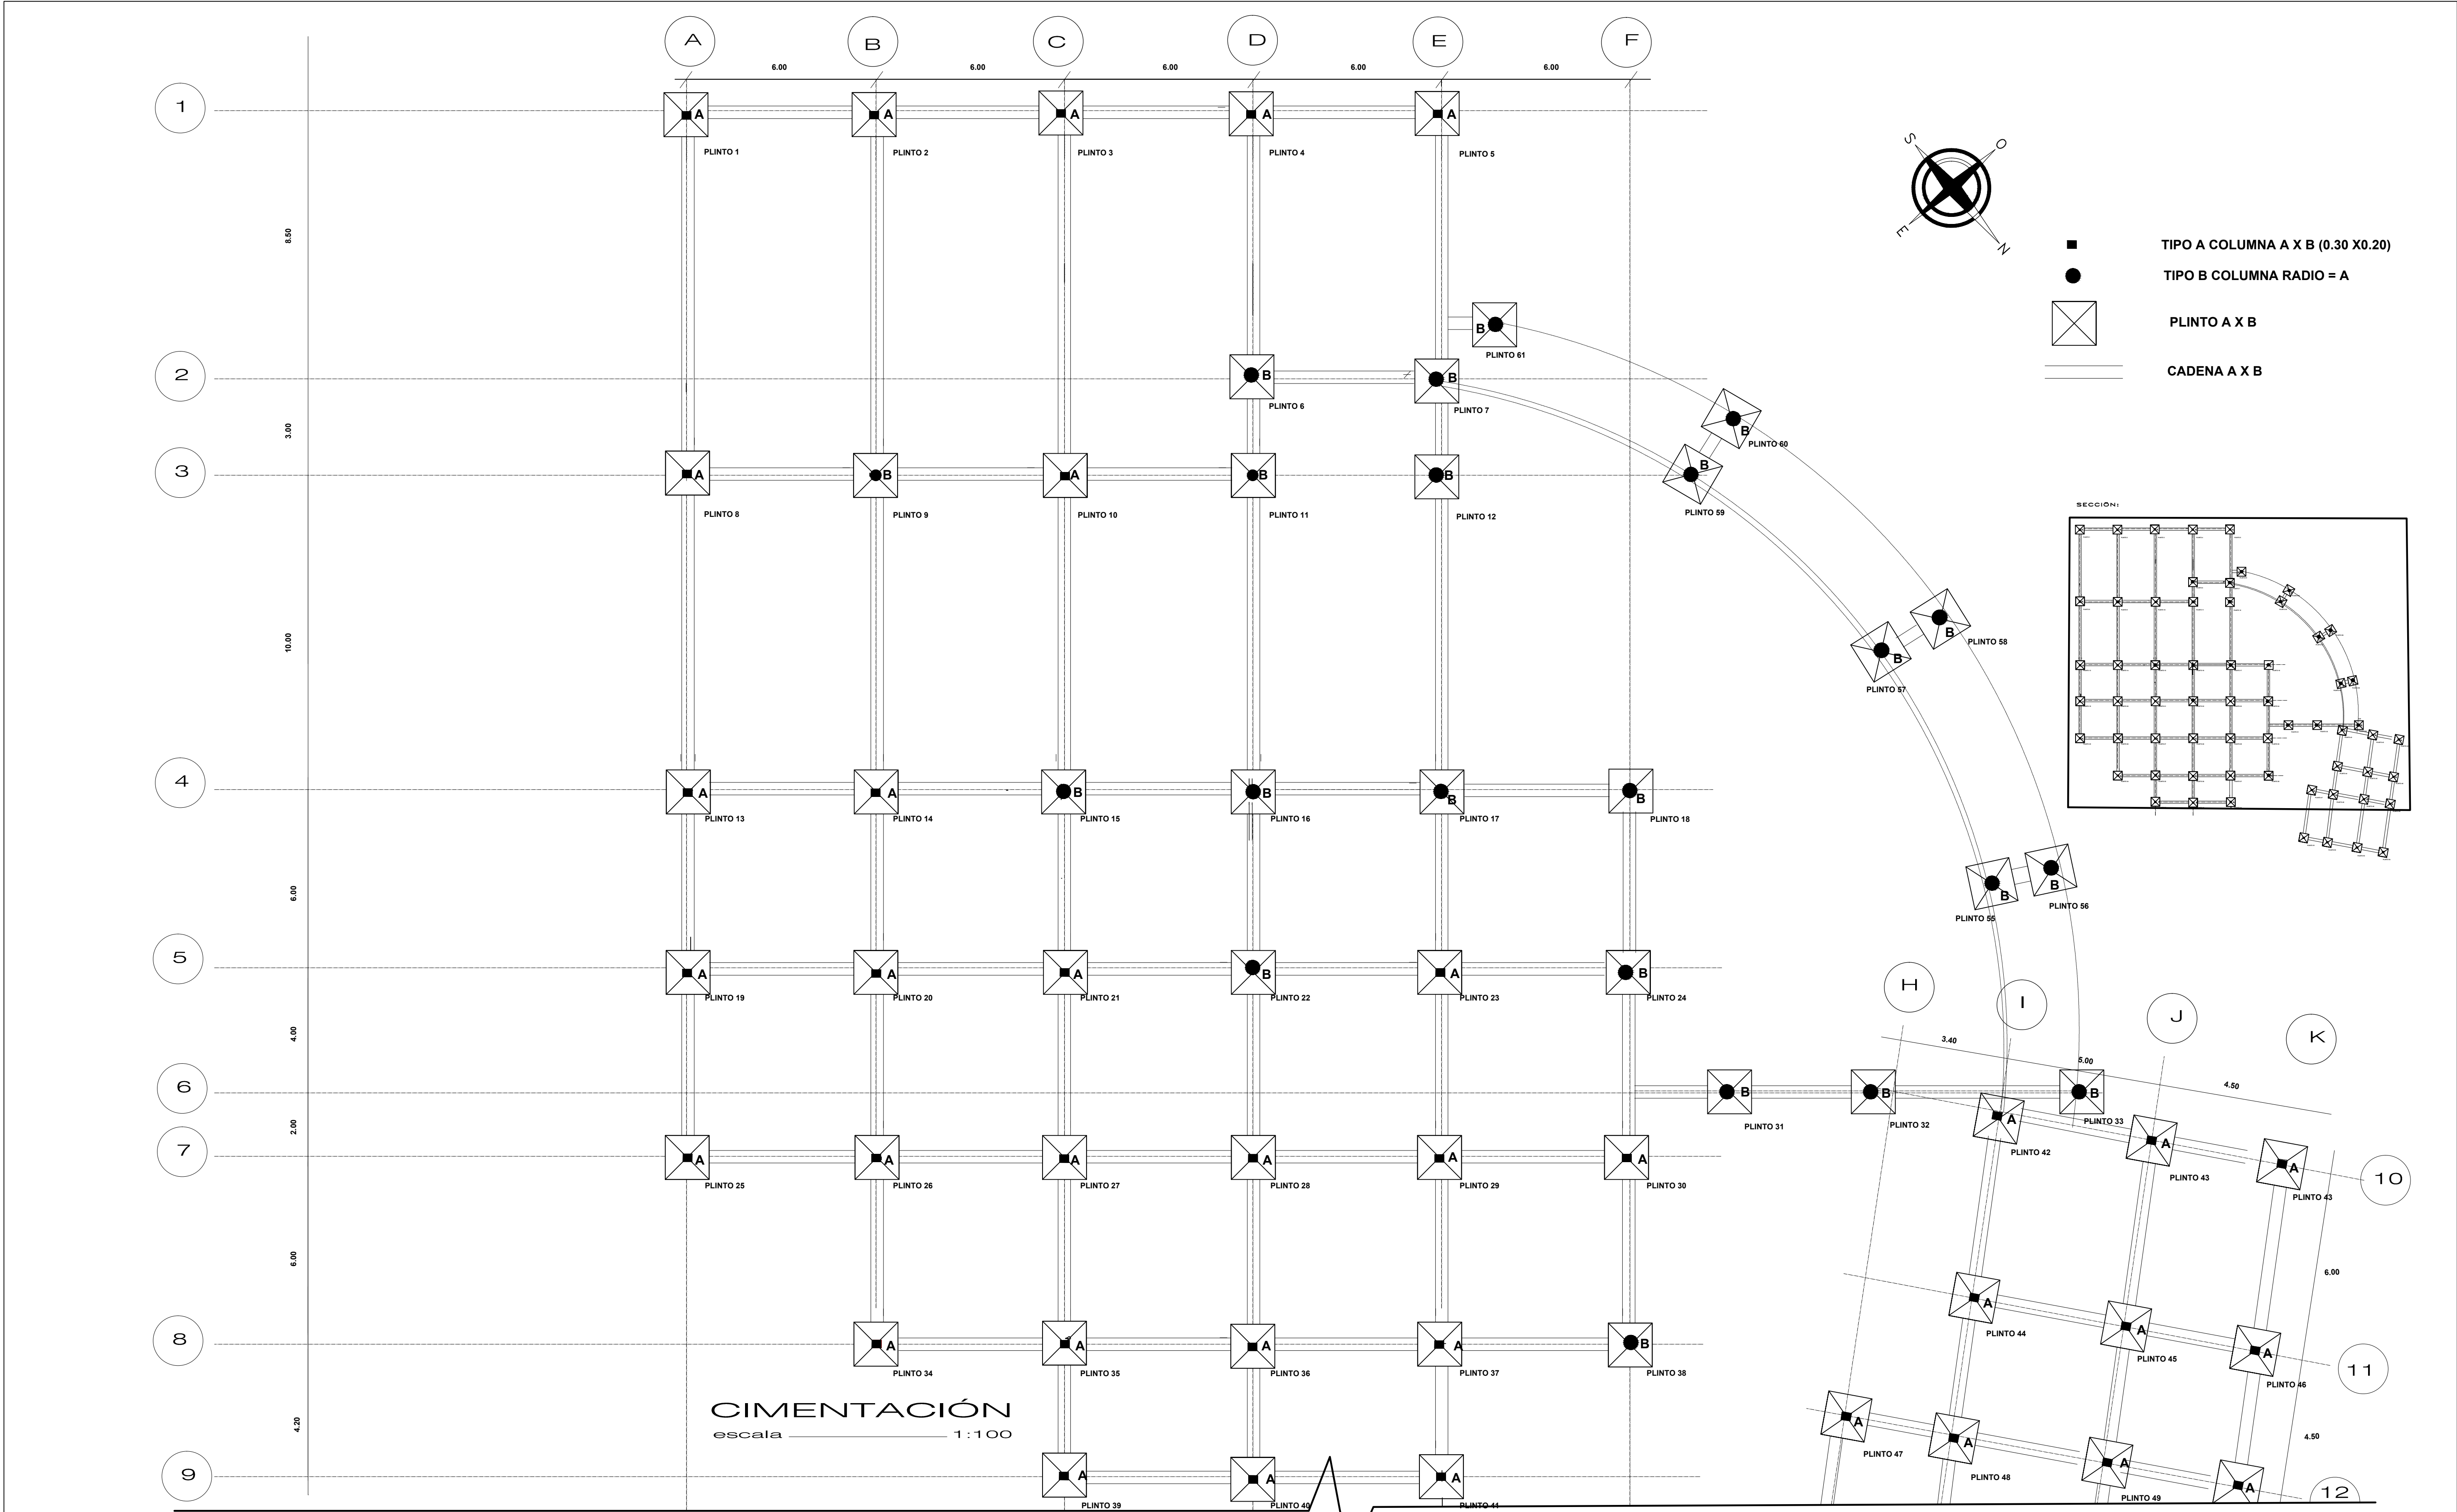 A B C D E F
6.00 6.00 6.00 6.00 6.00
1
A A A A A
PLINTO 1 PLINTO 2 PLINTO 3 PLINTO 4 PLINTO 5
8.50
S O
E N
TIPO A COLUMNA A X B (0.30 X0.20)
TIPO B COLUMNA RADIO = A
PLINTO A X B
CADENA A X B
B
PLINTO 61
2
B B
PLINTO 6 PLINTO 7
B
PLINTO 60
3.00
3
A B A B B B
PLINTO 8 PLINTO 9 PLINTO 10 PLINTO 11 PLINTO 12 PLINTO 59
SECCIÓN:
10.00
B
PLINTO 58
B
PLINTO 57
4
A A B B B B
PLINTO 13 PLINTO 14 PLINTO 15 PLINTO 16 PLINTO 17 PLINTO 18
6.00
B B
PLINTO 55 PLINTO 56
5
A A A B A B
PLINTO 19 PLINTO 20 PLINTO 21 PLINTO 22 PLINTO 23 PLINTO 24
H I J K
4.00
3.40 5.00 4.50
6
B B B
PLINTO 31 PLINTO 32 PLINTO 33
2.00
A A A
PLINTO 42 PLINTO 43 PLINTO 43
10
7
A A A A A A
PLINTO 25 PLINTO 26 PLINTO 27 PLINTO 28 PLINTO 29 PLINTO 30
6.00
6.00
A A A
PLINTO 44 PLINTO 45 PLINTO 46
11
8
A A A A B
PLINTO 34 PLINTO 35 PLINTO 36 PLINTO 37 PLINTO 38
CIMENTACIÓN
escala 1:100
4.20
4.50
A A A A
PLINTO 47 PLINTO 48 PLINTO 49
12
9
A A A
PLINTO 39 PLINTO 40 PLINTO 41